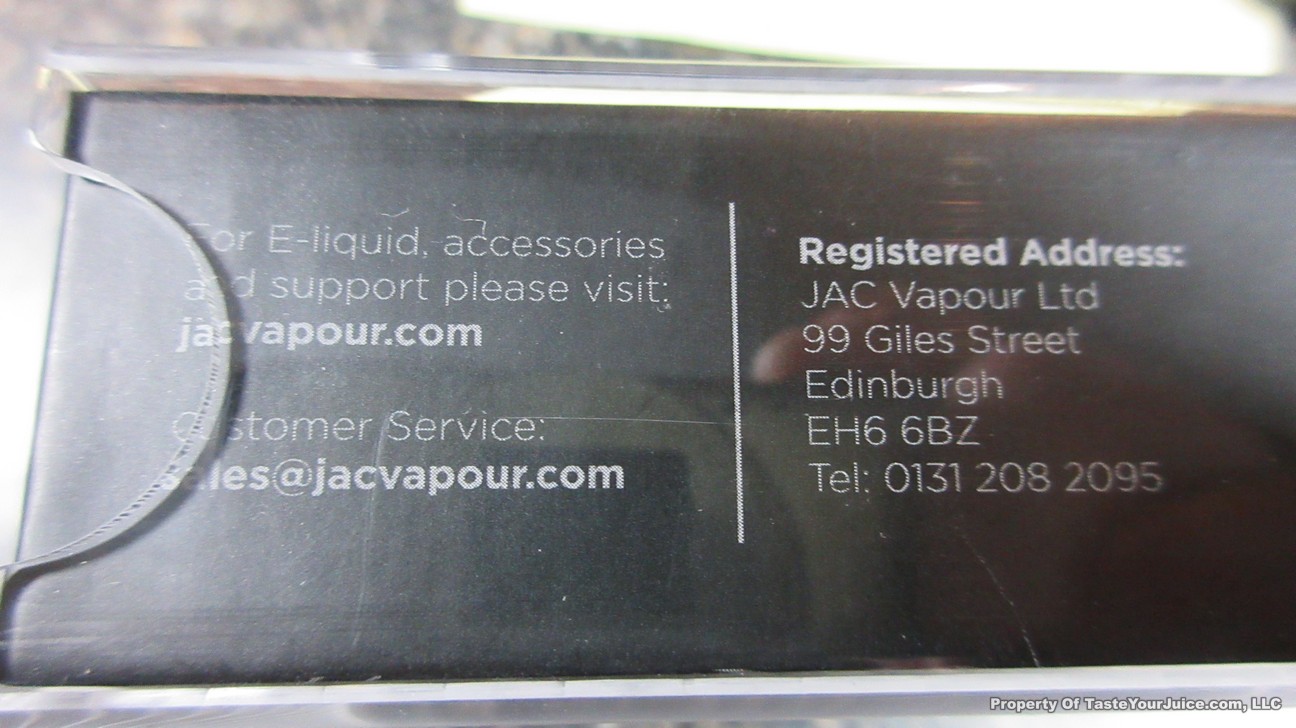 For E-liquid, accessories
and support please visit:
jacvapour.com
Customer Service:
sales@jacvapour.com
Registered Address:
JAC Vapour Ltd
99 Giles Street
Edinburgh
EH6 6BZ
Tel: 0131 208 2095
Property Of TasteYourJuice.com, LLC